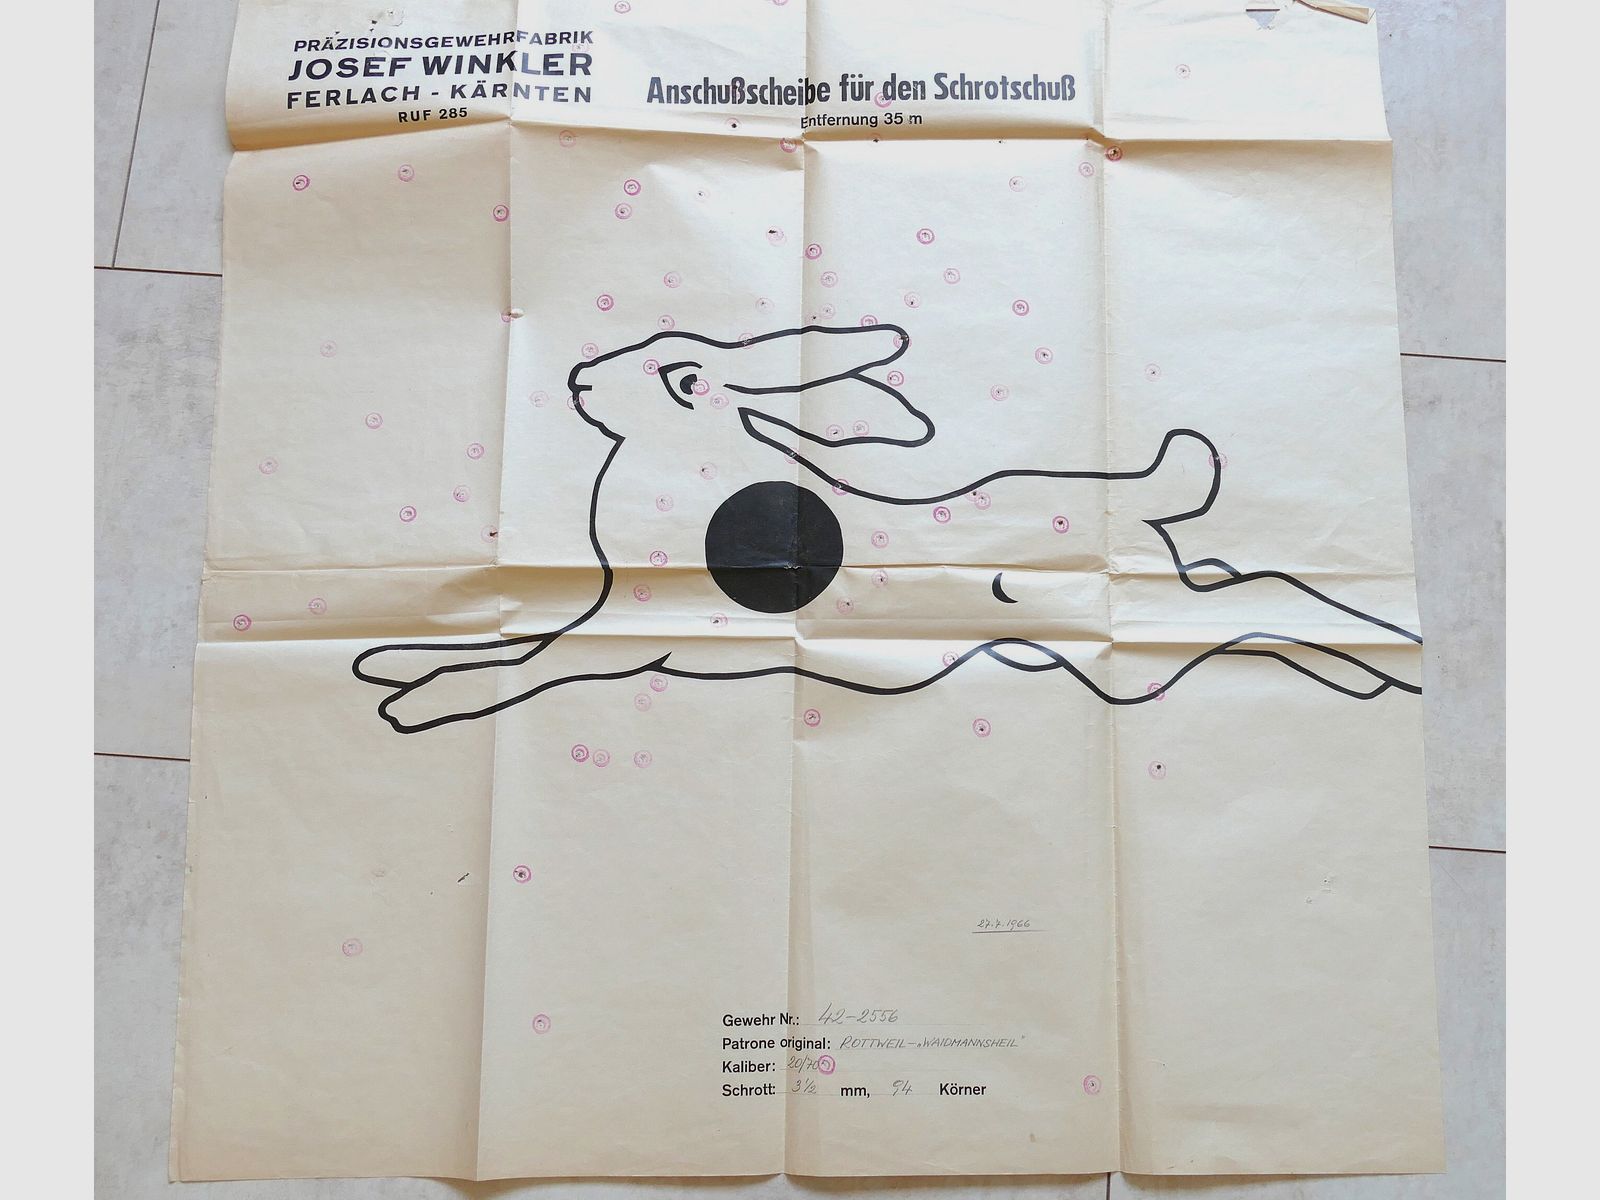 PRÄZISIONSGEWEHRFABRIK
JOSEF WINKLER
FERLACH - KÄRNTEN
RUF 285
Anschußscheibe für den Schrotschuß
Entfernung 35 m
27.7.1966
Gewehr Nr.: 42-2556
Patrone original: ROTTWEIL-„WAIDMANNSHEIL"
Kaliber: 20/70
Schrott: 3 1/2 mm, 94 Körner